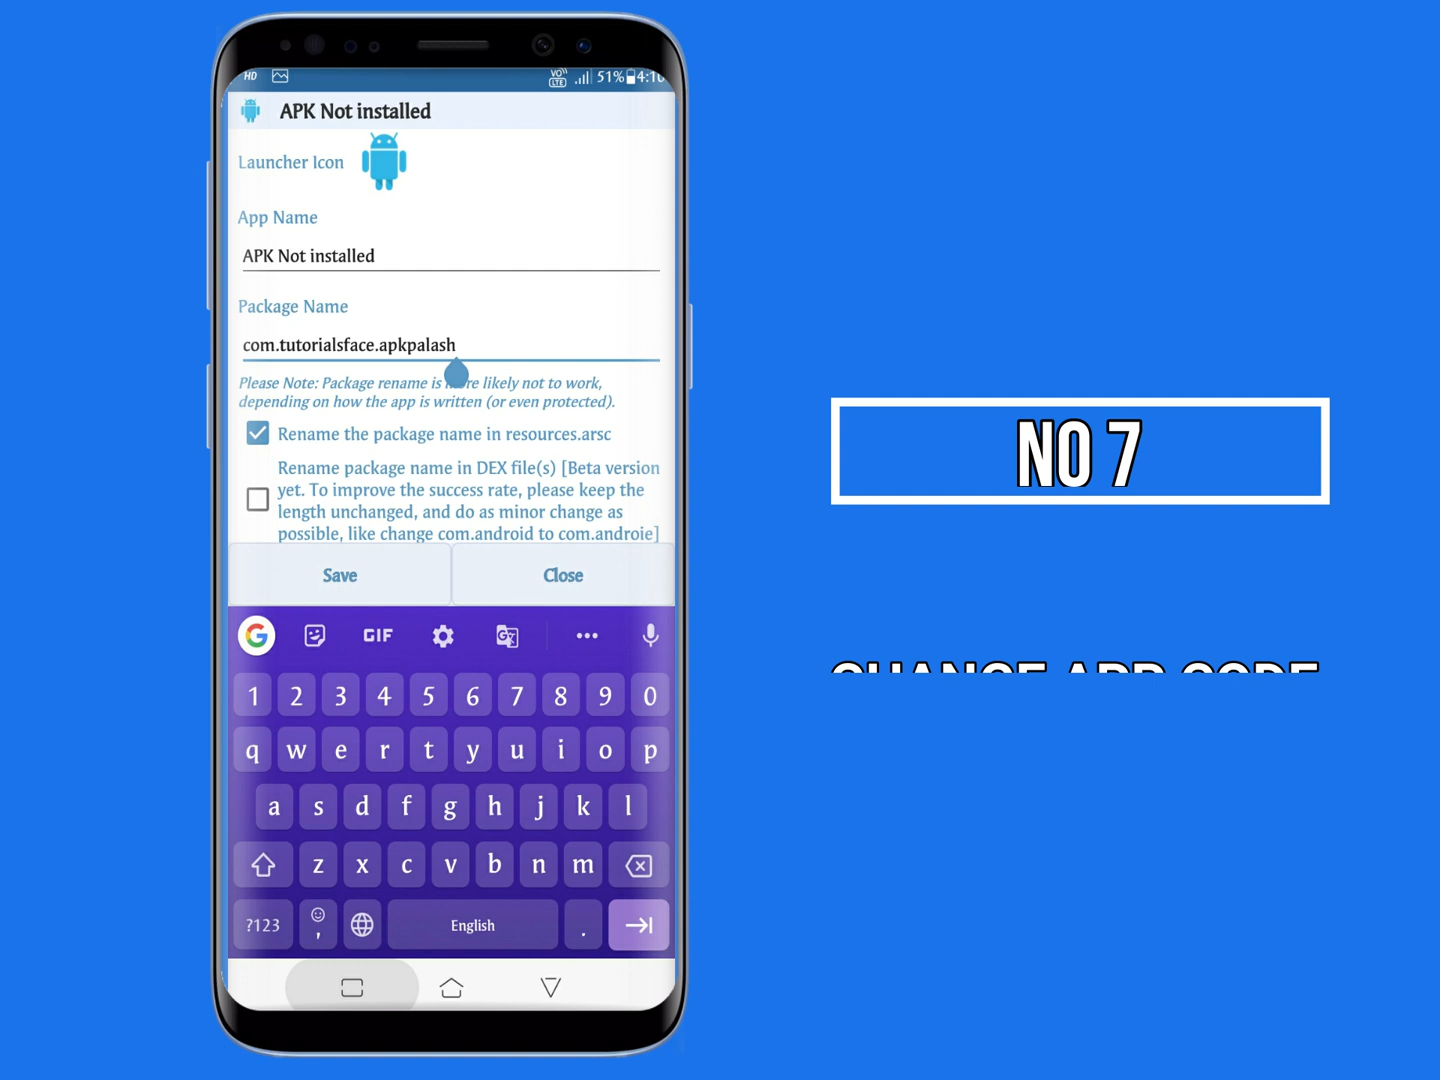 HD
VO)) LTE 51% 4:10
APK Not installed
Launcher Icon
App Name
APK Not installed
Package Name
com.tutorialsface.apkpalash
Please Note: Package rename is likely not to work,
depending on how the app is written (or even protected).
Rename the package name in resources.arsc
Rename package name in DEX file(s) [Beta version
yet. To improve the success rate, please keep the
length unchanged, and do as minor change as
possible, like change com.android to com.androie]
Save Close
G GIF G
1 2 3 4 5 6 7 8 9 0
q w e r t y u i o p
a s d f g h j k l
z x c v b n m
?123 , English .
NO 7
CHANGE APP CODE